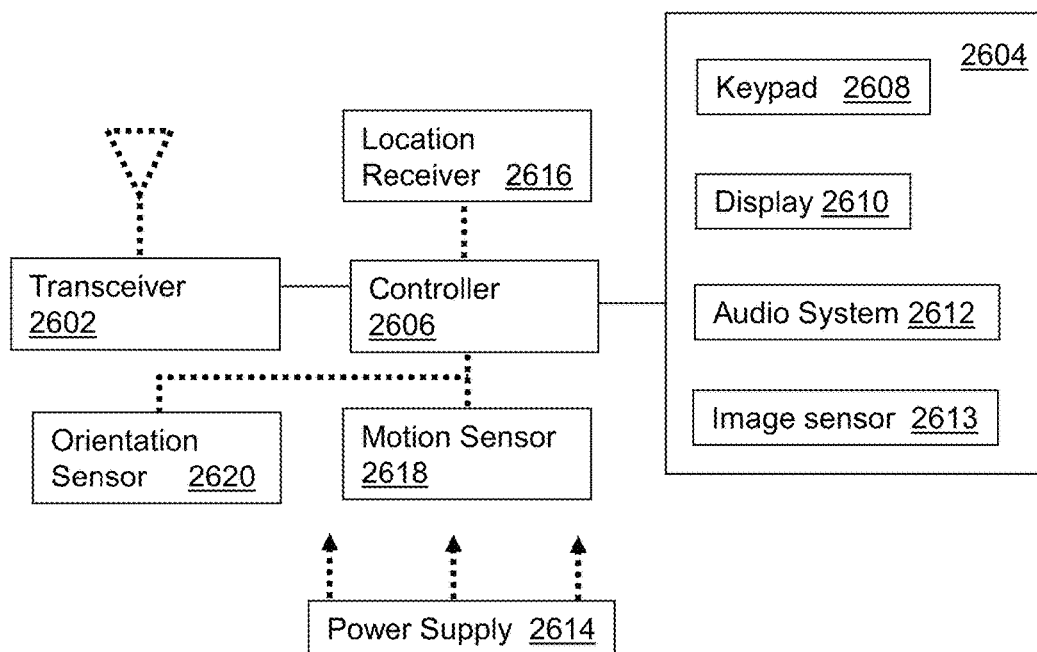 2604
Keypad 2608
Location
Receiver 2616
Display 2610
Transceiver
2602
Controller
2606
Audio System 2612
Orientation
Sensor 2620
Motion Sensor
2618
Image sensor 2613
Power Supply 2614